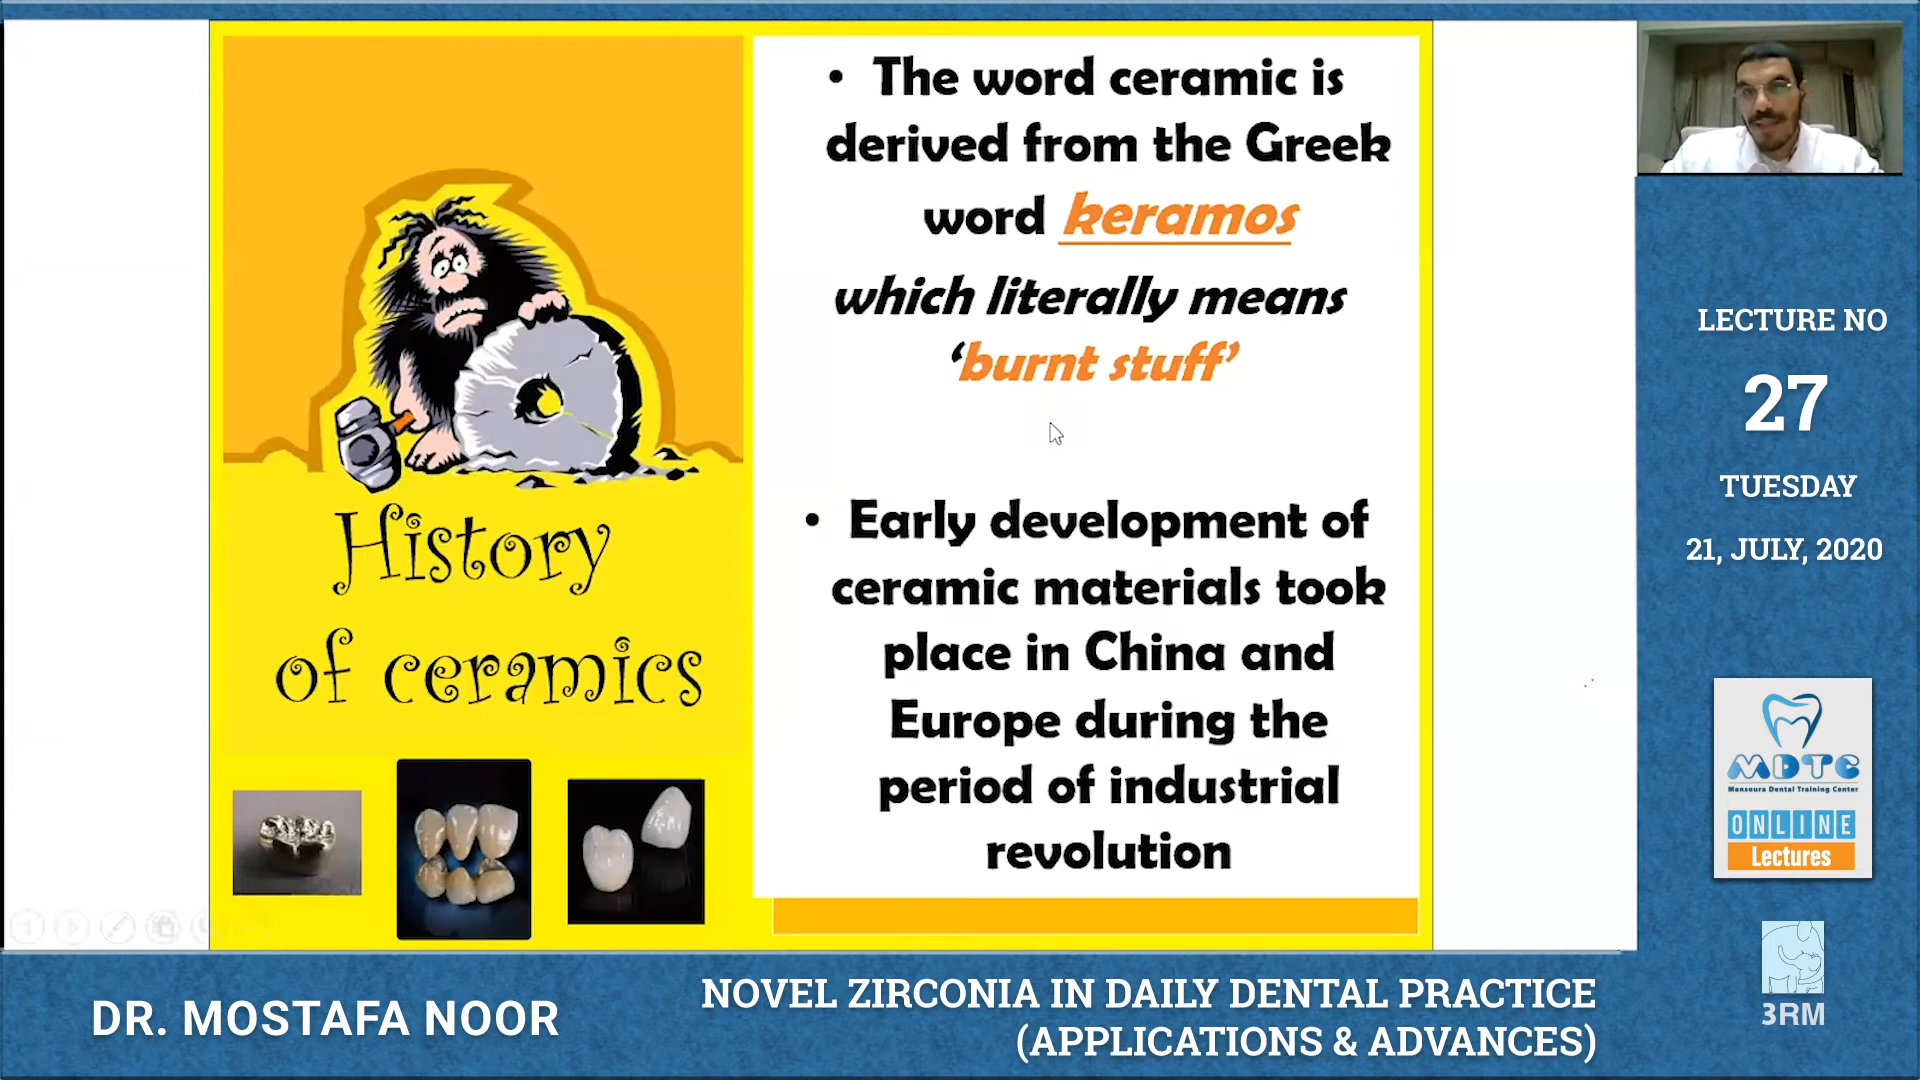 • The word ceramic is
derived from the Greek
word keramos
which literally means
‘burnt stuff’
• Early development of
ceramic materials took
place in China and
Europe during the
period of industrial
revolution
History
of ceramics
LECTURE NO
27
TUESDAY
21, JULY, 2020
MDTC
Mansoura Dental Training Center
ONLINE
Lectures
3RM
DR. MOSTAFA NOOR
NOVEL ZIRCONIA IN DAILY DENTAL PRACTICE
(APPLICATIONS & ADVANCES)